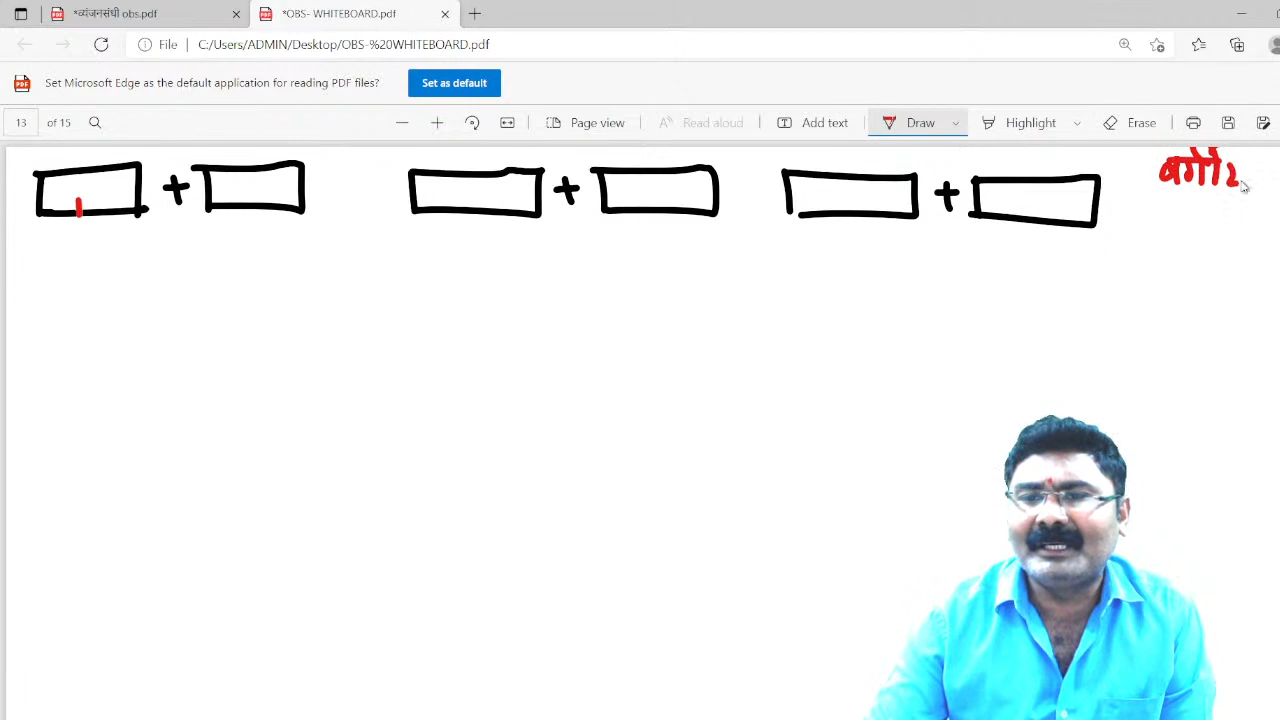 *व्यंजनसंधी obs.pdf
*OBS- WHITEBOARD.pdf
File C:/Users/ADMIN/Desktop/OBS-%20WHITEBOARD.pdf
Set Microsoft Edge as the default application for reading PDF files? Set as default
13 of 15 Page view Read aloud Add text Draw Highlight Erase
+ + +